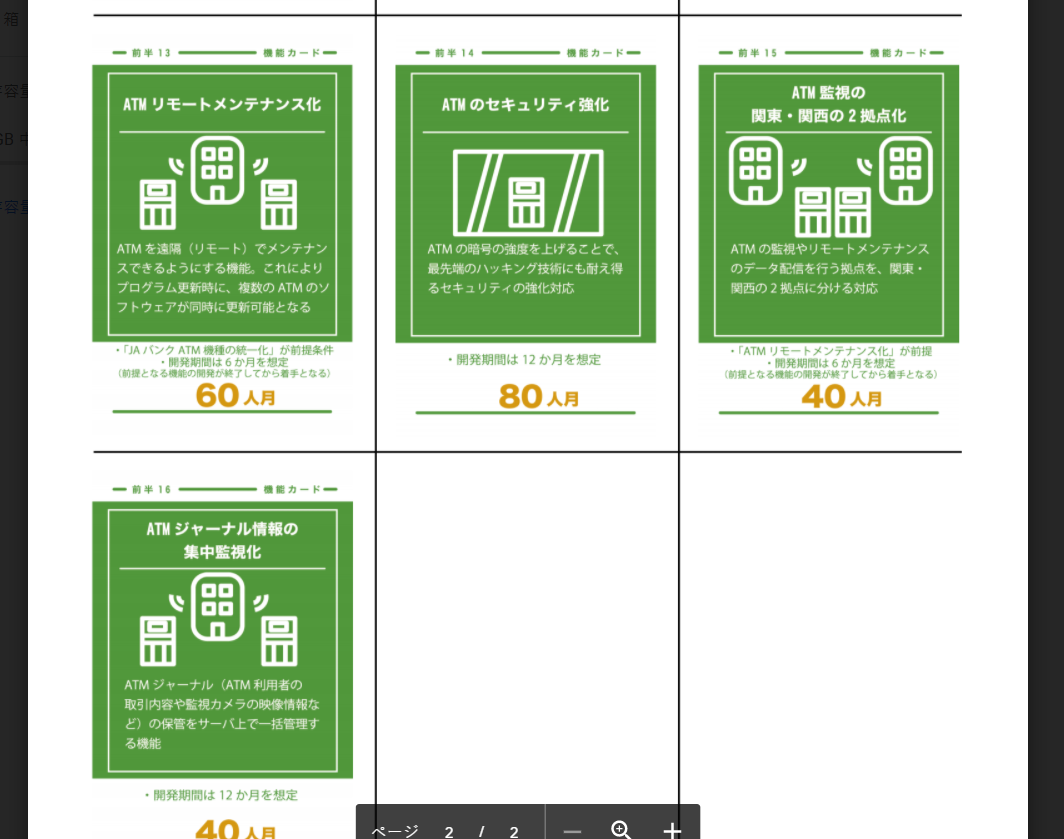 箱
前半 13 機能カード
ATM リモートメンテナンス化
ATM を遠隔（リモート）でメンテナン
スできるようにする機能。これにより
プログラム更新時に、複数の ATM のソ
フトウェアが同時に更新可能となる
・「JA バンク ATM 機種の統一化」が前提条件
・開発期間は 6 か月を想定
（前提となる機能の開発が終了してから着手となる）
60 人月
前半 14 機能カード
ATM のセキュリティ強化
ATM の暗号の強度を上げることで、
最先端のハッキング技術にも耐え得
るセキュリティの強化対応
・開発期間は 12 か月を想定
80 人月
前半 15 機能カード
ATM 監視の
関東・関西の 2 拠点化
ATM の監視やリモートメンテナンス
のデータ配信を行う拠点を、関東・
関西の 2 拠点に分ける対応
・「ATM リモートメンテナンス化」が前提
・開発期間は 6 か月を想定
（前提となる機能の開発が終了してから着手となる）
40 人月
前半 16 機能カード
ATM ジャーナル情報の
集中監視化
ATM ジャーナル（ATM 利用者の
取引内容や監視カメラの映像情報な
ど）の保管をサーバ上で一括管理す
る機能
・開発期間は 12 か月を想定
40 人月
ページ 2 / 2